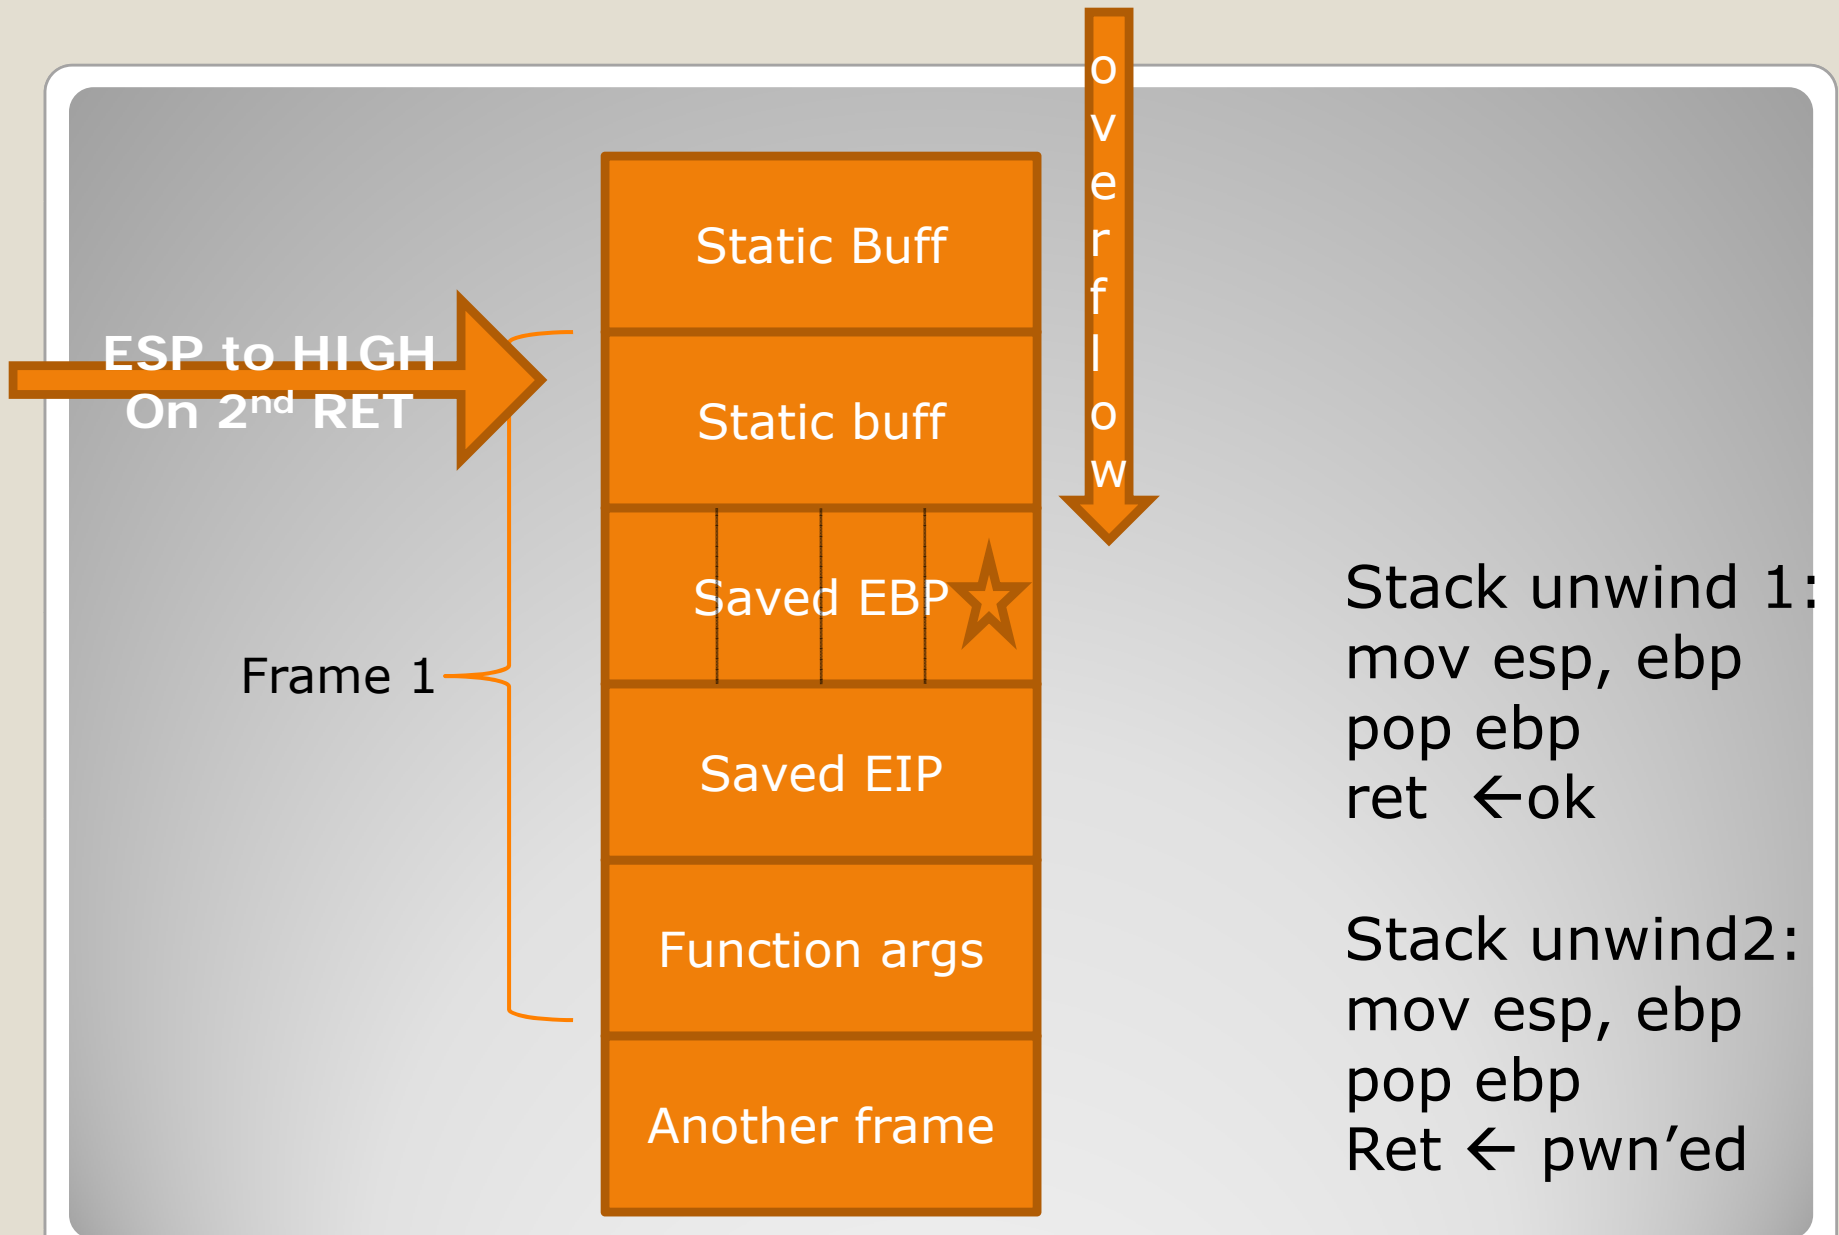 overflow
Static Buff
ESP to HIGH
On 2nd RET
Static buff
Saved EBP
Frame 1
Saved EIP
Function args
Another frame
Stack unwind 1:
mov esp, ebp
pop ebp
ret ←ok
Stack unwind2:
mov esp, ebp
pop ebp
Ret ← pwn’ed